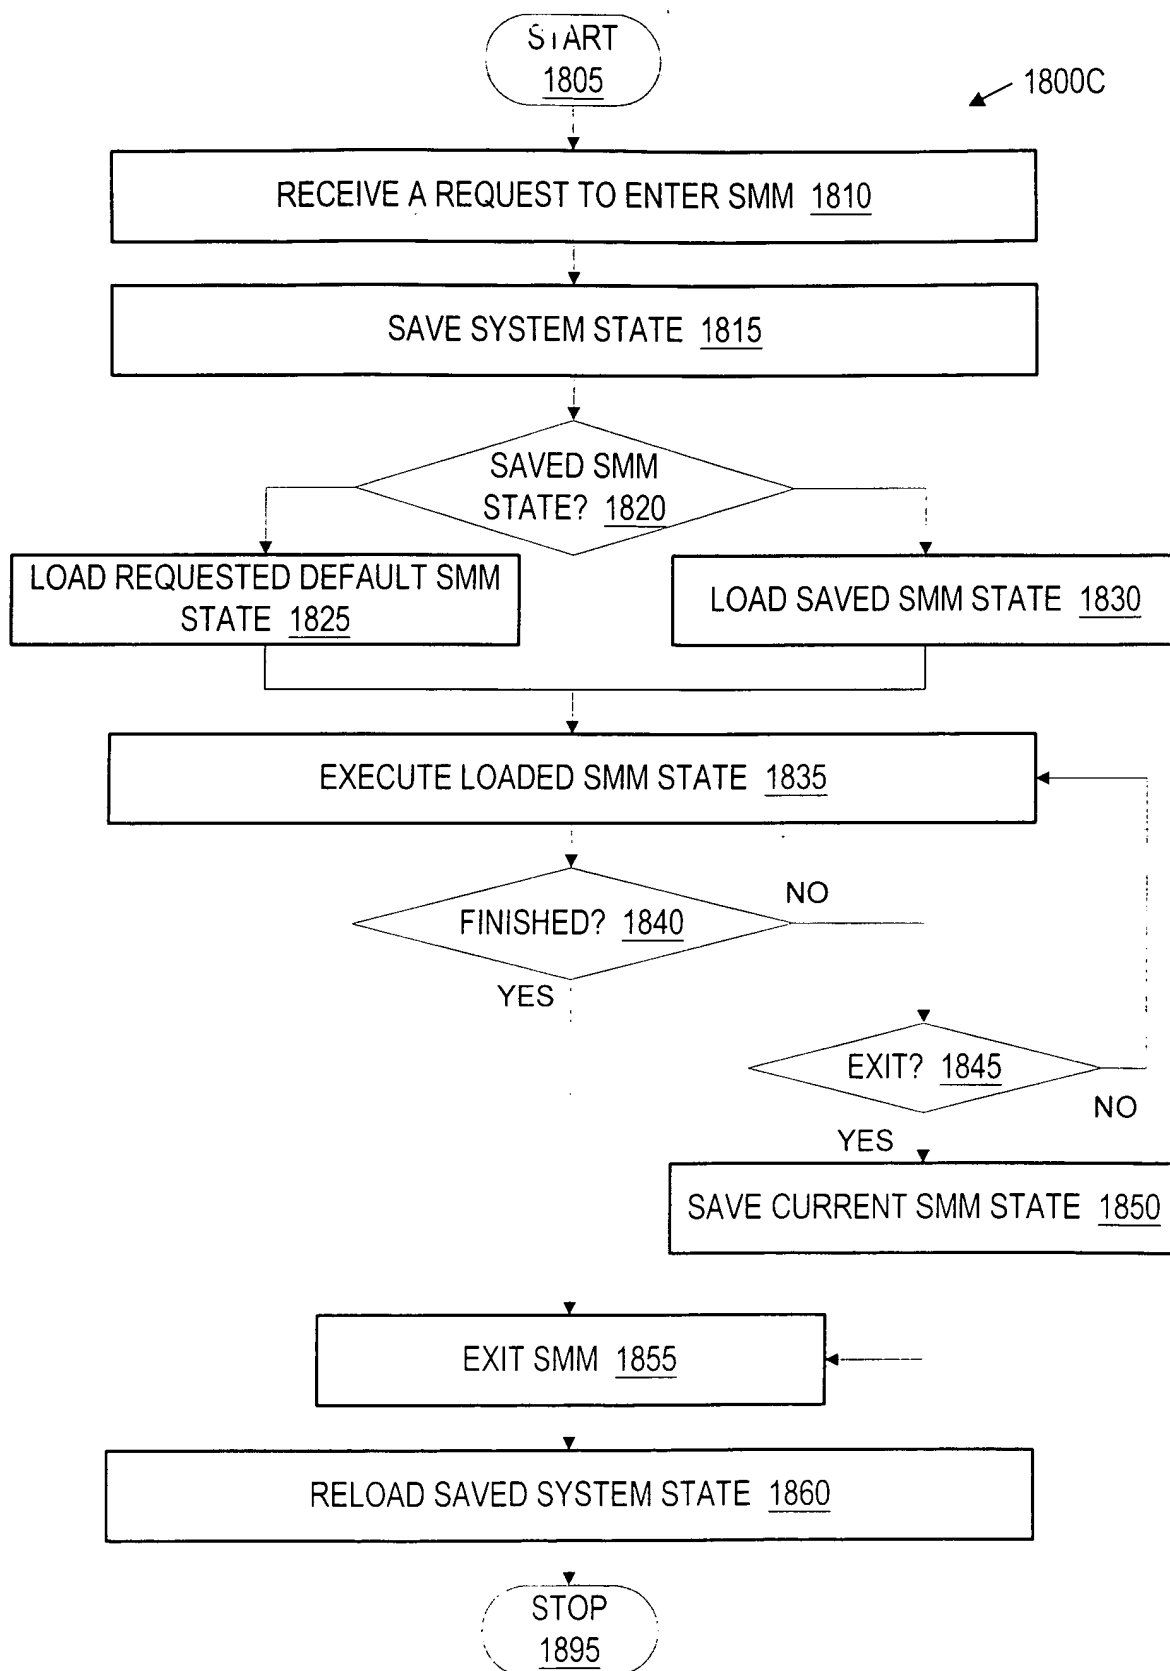 START
1805
1800C
RECEIVE A REQUEST TO ENTER SMM 1810
SAVE SYSTEM STATE 1815
SAVED SMM
STATE? 1820
LOAD REQUESTED DEFAULT SMM
STATE 1825
LOAD SAVED SMM STATE 1830
EXECUTE LOADED SMM STATE 1835
FINISHED? 1840
NO
YES
EXIT? 1845
NO
YES
SAVE CURRENT SMM STATE 1850
EXIT SMM 1855
RELOAD SAVED SYSTEM STATE 1860
STOP
1895